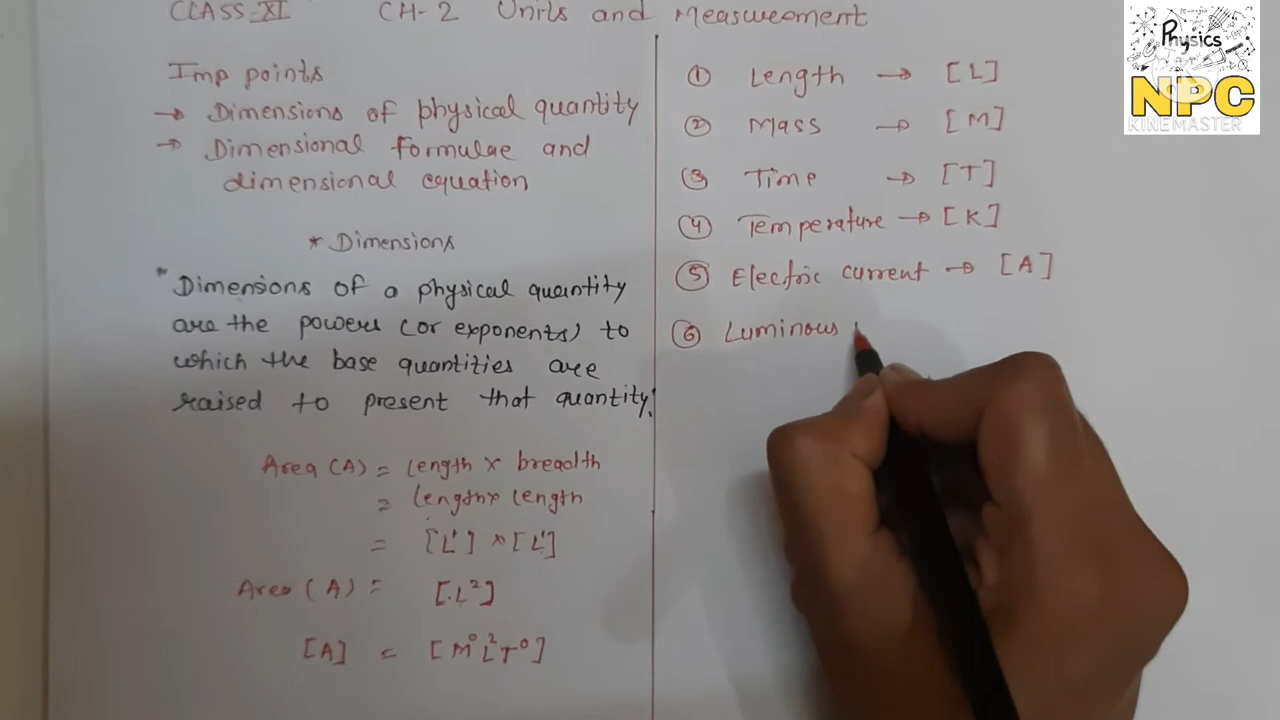 CLASS-XI CH-2 Units and Measurement
Imp points
→ Dimensions of physical quantity
→ Dimensional formulae and
dimensional equation
* Dimensions
"Dimensions of a physical quantity
are the powers (or exponents) to
which the base quantities are
raised to present that quantity."
Area (A) = length × breadth
= length × length
= [L¹] × [L¹]
Area (A) = [L²]
[A] = [M⁰L²T⁰]
① Length → [L]
② Mass → [M]
③ Time → [T]
④ Temperature → [K]
⑤ Electric current → [A]
⑥ Luminous
Physics
NPC
KINEMASTER